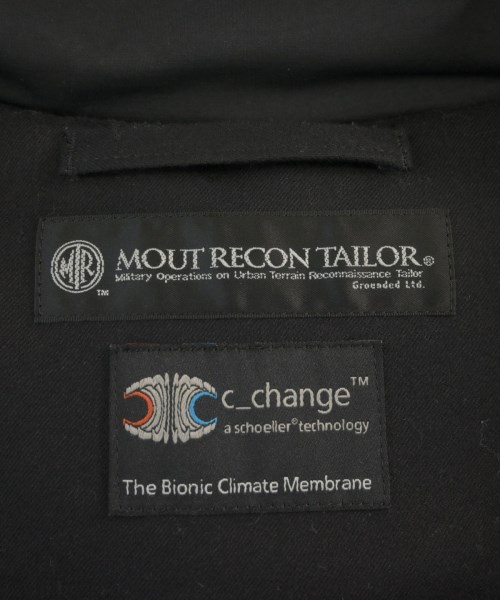 MTR
™
MOUT RECON TAILOR®
Military Operations on Urban Terrain Reconnaissance Tailor
Grounded Ltd.
c_change™
a schoeller® technology
The Bionic Climate Membrane